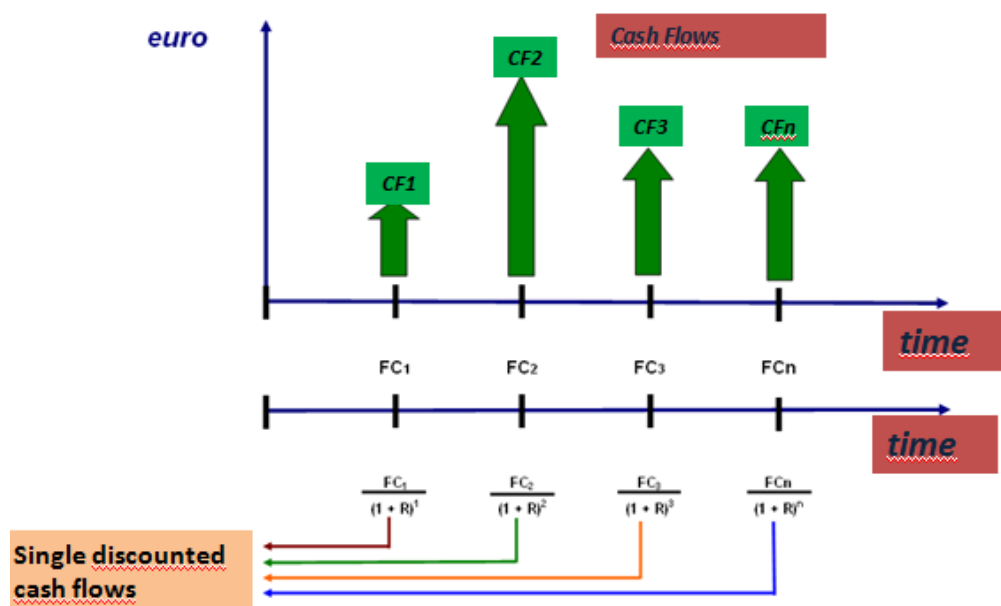 euro
Cash Flows
CF2
CF3
CFn
CF1
time
FC₁ FC₂ FC₃ FCn
time
FC₁ FC₂ FC₃ FCn
(1 + R)¹ (1 + R)² (1 + R)³ (1 + R)ⁿ
Single discounted
cash flows